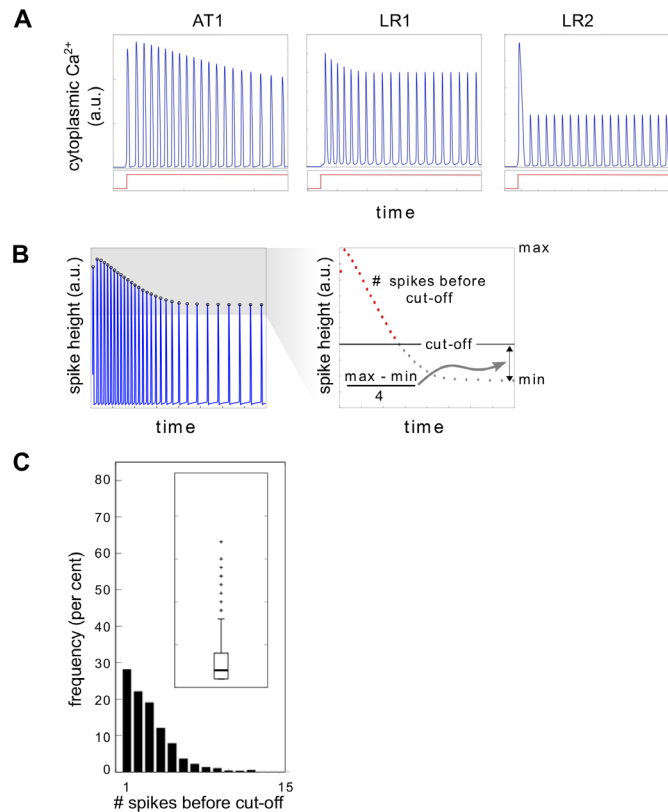 A
AT1
LR1
LR2
cytoplasmic Ca2+
(a.u.)
time
B
spike height (a.u.)
time
spike height (a.u.)
# spikes before
cut-off
cut-off
max - min
4
max
min
time
C
frequency (per cent)
80
70
60
50
40
30
20
10
0
1
15
# spikes before cut-off